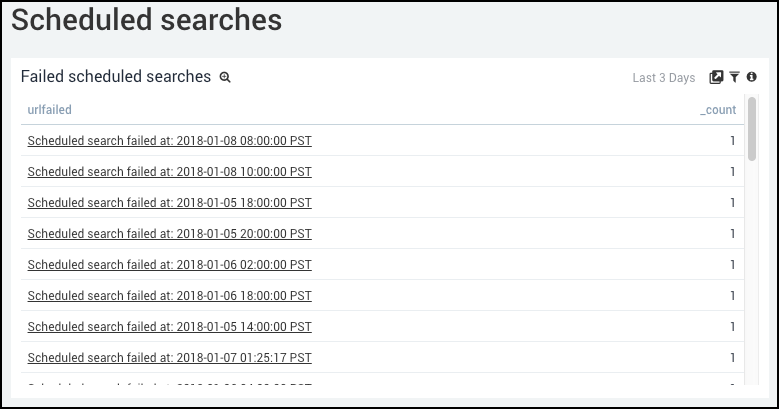 Scheduled searches
Failed scheduled searches Last 3 Days
urlfailed _count
Scheduled search failed at: 2018-01-08 08:00:00 PST 1
Scheduled search failed at: 2018-01-08 10:00:00 PST 1
Scheduled search failed at: 2018-01-05 18:00:00 PST 1
Scheduled search failed at: 2018-01-05 20:00:00 PST 1
Scheduled search failed at: 2018-01-06 02:00:00 PST 1
Scheduled search failed at: 2018-01-06 18:00:00 PST 1
Scheduled search failed at: 2018-01-05 14:00:00 PST 1
Scheduled search failed at: 2018-01-07 01:25:17 PST 1